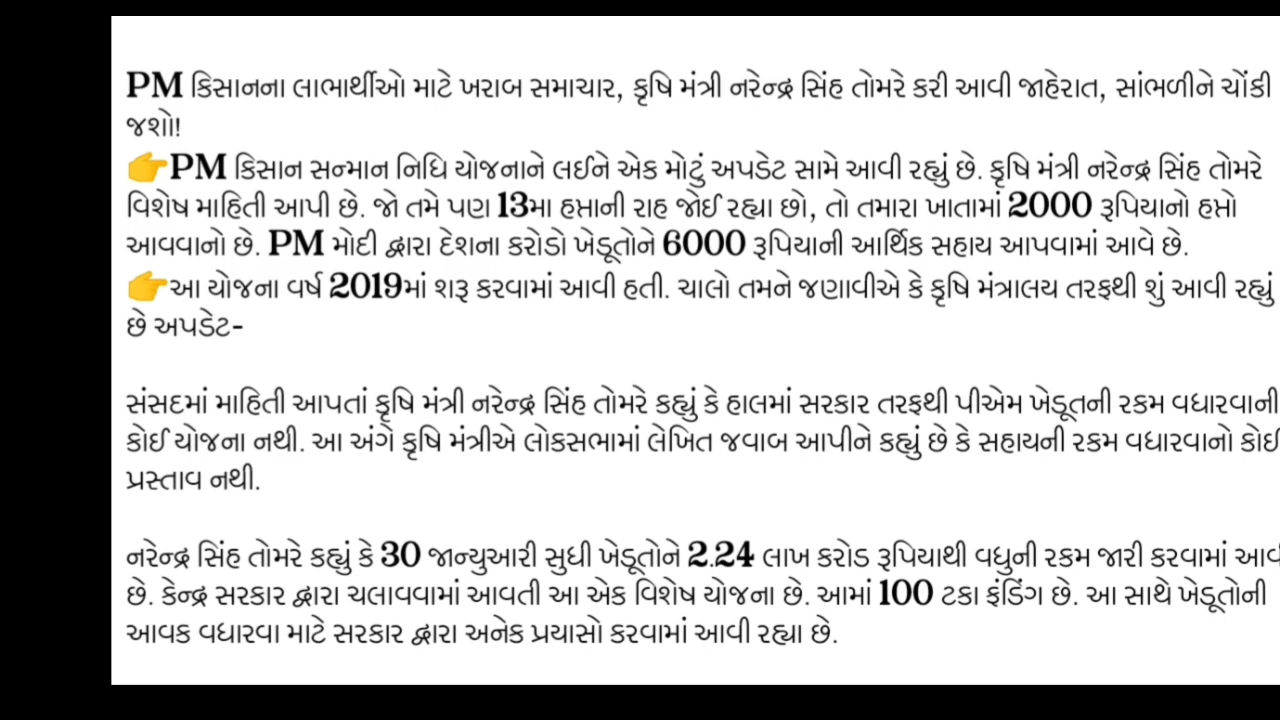 PM કિસાનના લાભાર્થીઓ માટે ખરાબ સમાચાર, કૃષિ મંત્રી નરેન્દ્ર સિંહ તોમરે કરી આવી જાહેરાત, સાંભળીને ચોંકી
જશો!
👉PM કિસાન સન્માન નિધિ યોજનાને લઈને એક મોટું અપડેટ સામે આવી રહ્યું છે. કૃષિ મંત્રી નરેન્દ્ર સિંહ તોમરે
વિશેષ માહિતી આપી છે. જો તમે પણ 13મા હપ્તાની રાહ જોઈ રહ્યા છો, તો તમારા ખાતામાં 2000 રૂપિયાનો હપ્તો
આવવાનો છે. PM મોદી દ્વારા દેશના કરોડો ખેડૂતોને 6000 રૂપિયાની આર્થિક સહાય આપવામાં આવે છે.
👉આ યોજના વર્ષ 2019માં શરૂ કરવામાં આવી હતી. ચાલો તમને જણાવીએ કે કૃષિ મંત્રાલય તરફથી શું આવી રહ્યું
છે અપડેટ-
સંસદમાં માહિતી આપતાં કૃષિ મંત્રી નરેન્દ્ર સિંહ તોમરે કહ્યું કે હાલમાં સરકાર તરફથી પીએમ ખેડૂતની રકમ વધારવાની
કોઈ યોજના નથી. આ અંગે કૃષિ મંત્રીએ લોકસભામાં લેખિત જવાબ આપીને કહ્યું છે કે સહાયની રકમ વધારવાનો કોઈ
પ્રસ્તાવ નથી.
નરેન્દ્ર સિંહ તોમરે કહ્યું કે 30 જાન્યુઆરી સુધી ખેડૂતોને 2.24 લાખ કરોડ રૂપિયાથી વધુની રકમ જારી કરવામાં આવી
છે. કેન્દ્ર સરકાર દ્વારા ચલાવવામાં આવતી આ એક વિશેષ યોજના છે. આમાં 100 ટકા ફંડિંગ છે. આ સાથે ખેડૂતોની
આવક વધારવા માટે સરકાર દ્વારા અનેક પ્રયાસો કરવામાં આવી રહ્યા છે.